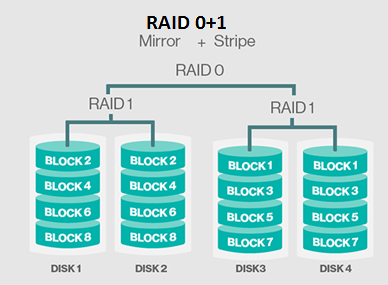 RAID 0+1
Mirror + Stripe
RAID 0
RAID 1 RAID 1
BLOCK 2 BLOCK 2 BLOCK 1 BLOCK 1
BLOCK 4 BLOCK 4 BLOCK 3 BLOCK 3
BLOCK 6 BLOCK 6 BLOCK 5 BLOCK 5
BLOCK 8 BLOCK 8 BLOCK 7 BLOCK 7
DISK 1 DISK 2 DISK3 DISK 4